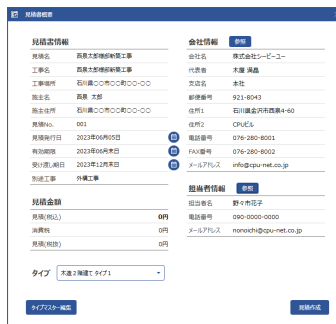 見積書概要
見積書情報
見積名 西泉太郎様邸新築工事
工事名 西泉太郎様邸新築工事
工事場所 石川県○○市○○町○○-○○
施主名 西泉 太郎
施主住所 石川県○○市○○町○○-○○
見積No. 001
見積発行日 2023年06月05日
有効期限 2023年06月末日
受け渡し期日 2023年12月末日
別途工事 外構工事
見積金額
見積(税込) 0円
消費税 0円
見積(税抜) 0円
タイプ 木造2階建てタイプ1
タイプマスター編集
会社情報 参照
会社名 株式会社シーピーユー
代表者 木屋 満晶
支店名 本社
郵便番号 921-8043
住所1 石川県金沢市西泉4-60
住所2 CPUビル
電話番号 076-280-8001
FAX番号 076-280-8002
メールアドレス info@cpu-net.co.jp
担当者情報 参照
担当者名 野々市花子
電話番号 090-0000-0000
メールアドレス nonoichi@cpu-net.co.jp
見積作成